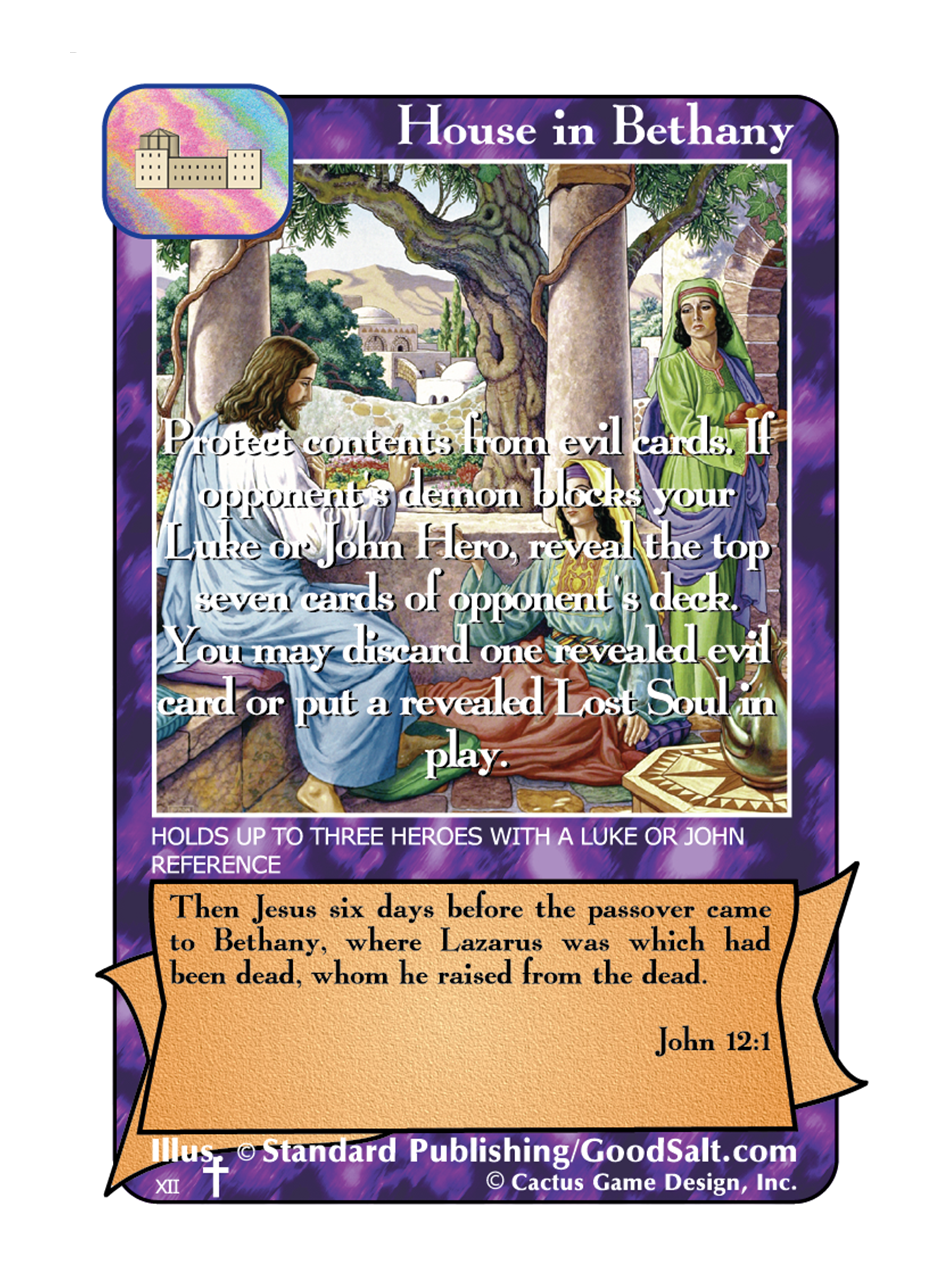 House in Bethany
Protect contents from evil cards. If
opponent's demon blocks your
Luke or John Hero, reveal the top
seven cards of opponent's deck.
You may discard one revealed evil
card or put a revealed Lost Soul in
play.
HOLDS UP TO THREE HEROES WITH A LUKE OR JOHN
REFERENCE
Then Jesus six days before the passover came
to Bethany, where Lazarus was which had
been dead, whom he raised from the dead.
John 12:1
Illus. © Standard Publishing/GoodSalt.com
XII
© Cactus Game Design, Inc.